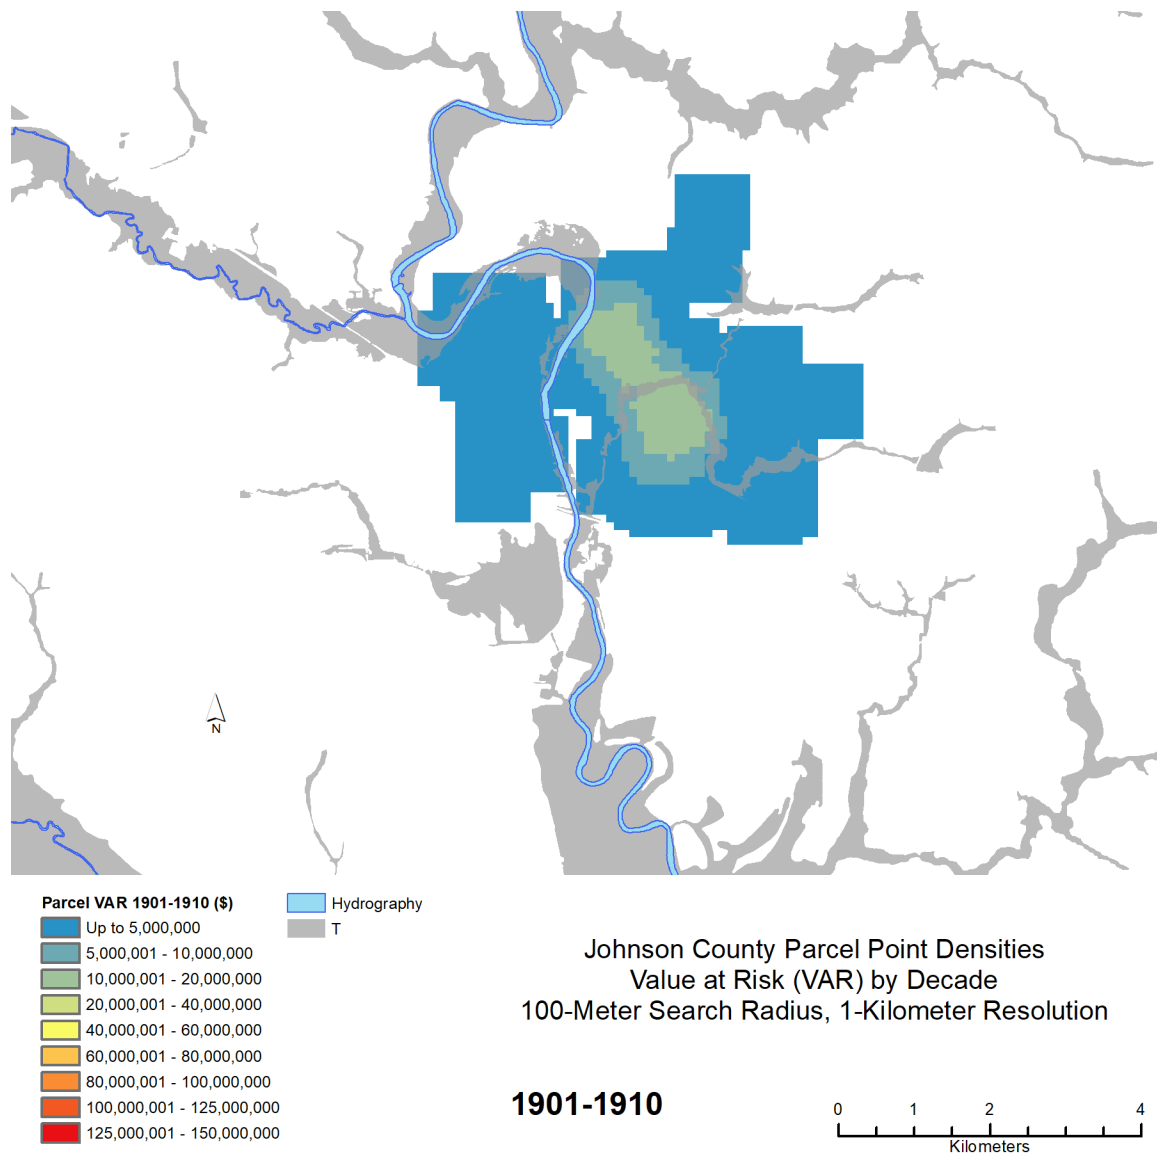 N
Parcel VAR 1901-1910 ($)
Up to 5,000,000
5,000,001 - 10,000,000
10,000,001 - 20,000,000
20,000,001 - 40,000,000
40,000,001 - 60,000,000
60,000,001 - 80,000,000
80,000,001 - 100,000,000
100,000,001 - 125,000,000
125,000,001 - 150,000,000
Hydrography
T
Johnson County Parcel Point Densities
Value at Risk (VAR) by Decade
100-Meter Search Radius, 1-Kilometer Resolution
1901-1910
0 1 2 4
Kilometers